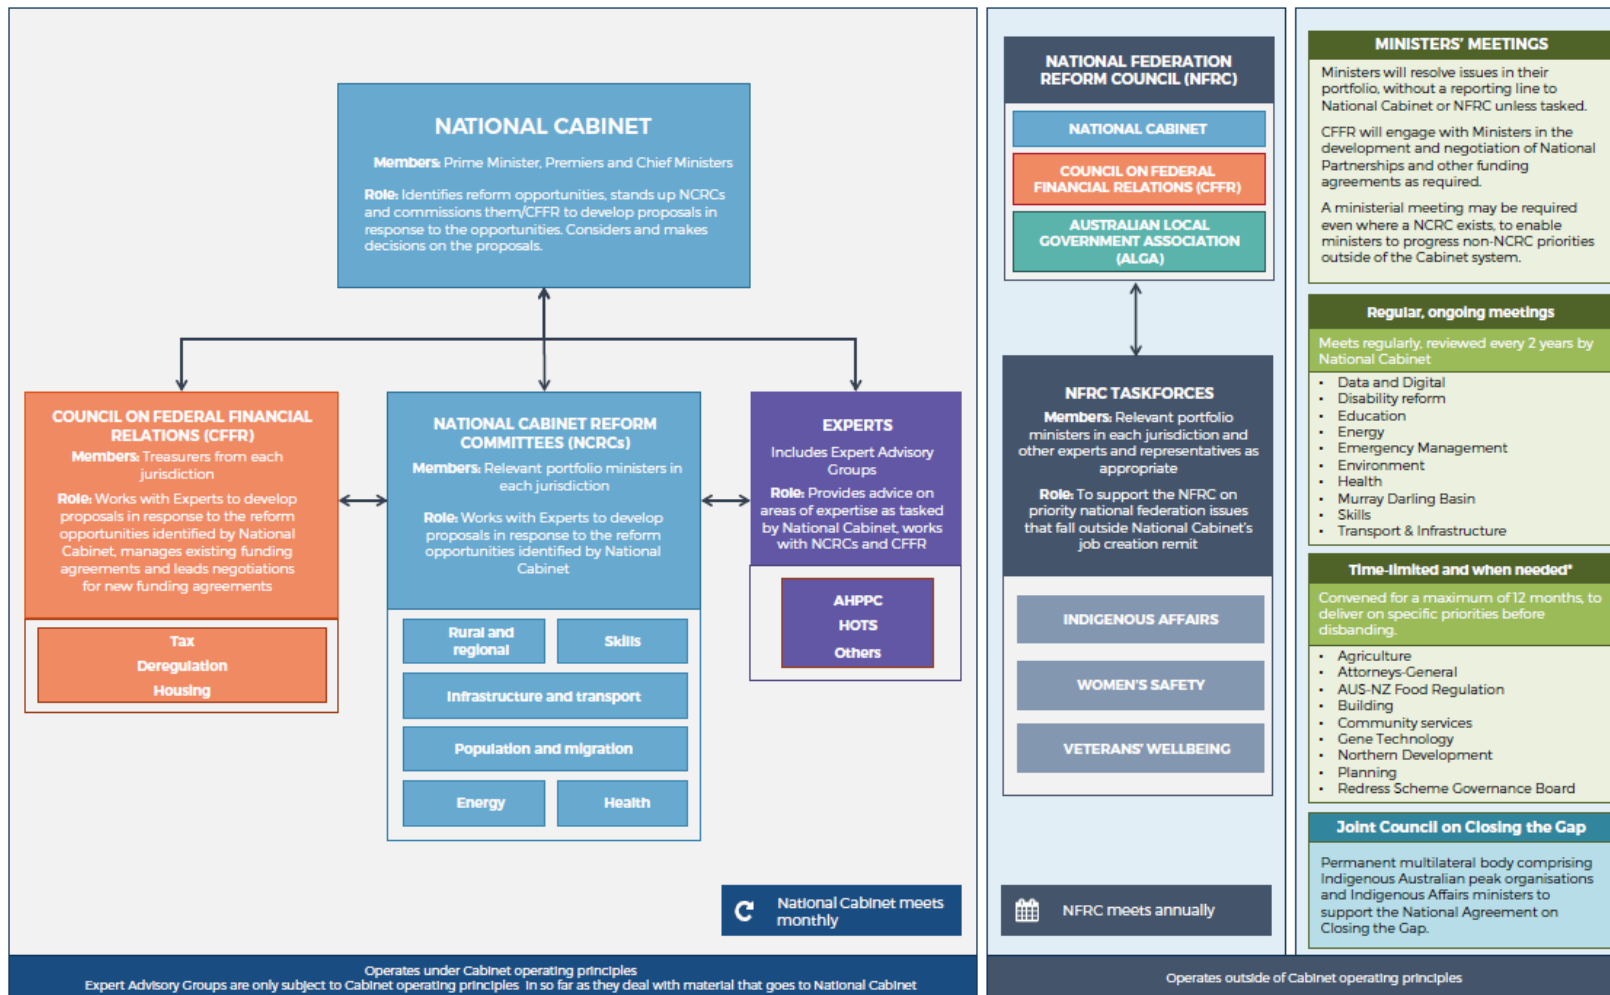 NATIONAL CABINET
Members: Prime Minister, Premiers and Chief Ministers
Role: Identifies reform opportunities, stands up NCRCs
and commissions them/CFFR to develop proposals in
response to the opportunities. Considers and makes
decisions on the proposals.
COUNCIL ON FEDERAL FINANCIAL
RELATIONS (CFFR)
Members: Treasurers from each
jurisdiction
Role: Works with Experts to develop
proposals in response to the reform
opportunities identified by National
Cabinet, manages existing funding
agreements and leads negotiations
for new funding agreements
Tax
Deregulation
Housing
NATIONAL CABINET REFORM
COMMITTEES (NCRCs)
Members: Relevant portfolio ministers in
each jurisdiction
Role: Works with Experts to develop
proposals in response to the reform
opportunities identified by National
Cabinet
Rural and
regional
Skills
Infrastructure and transport
Population and migration
Energy
Health
EXPERTS
Includes Expert Advisory
Groups
Role: Provides advice on
areas of expertise as tasked
by National Cabinet, works
with NCRCs and CFFR
AHPPC
HOTS
Others
National Cabinet meets
monthly
Operates under Cabinet operating principles
Expert Advisory Groups are only subject to Cabinet operating principles in so far as they deal with material that goes to National Cabinet
NATIONAL FEDERATION
REFORM COUNCIL (NFRC)
NATIONAL CABINET
COUNCIL ON FEDERAL
FINANCIAL RELATIONS (CFFR)
AUSTRALIAN LOCAL
GOVERNMENT ASSOCIATION
(ALGA)
NFRC TASKFORCES
Members: Relevant portfolio
ministers in each jurisdiction and
other experts and representatives as
appropriate
Role: To support the NFRC on
priority national federation issues
that fall outside National Cabinet's
job creation remit
INDIGENOUS AFFAIRS
WOMEN'S SAFETY
VETERANS' WELLBEING
NFRC meets annually
MINISTERS' MEETINGS
Ministers will resolve issues in their
portfolio, without a reporting line to
National Cabinet or NFRC unless tasked.
CFFR will engage with Ministers in the
development and negotiation of National
Partnerships and other funding
agreements as required.
A ministerial meeting may be required
even where a NCRC exists, to enable
ministers to progress non-NCRC priorities
outside of the Cabinet system.
Regular, ongoing meetings
Meets regularly, reviewed every 2 years by
National Cabinet
• Data and Digital
• Disability reform
• Education
• Energy
• Emergency Management
• Environment
• Health
• Murray Darling Basin
• Skills
• Transport & Infrastructure
Time-limited and when needed*
Convened for a maximum of 12 months, to
deliver on specific priorities before
disbanding.
• Agriculture
• Attorneys-General
• AUS-NZ Food Regulation
• Building
• Community services
• Gene Technology
• Northern Development
• Planning
• Redress Scheme Governance Board
Joint Council on Closing the Gap
Permanent multilateral body comprising
Indigenous Australian peak organisations
and Indigenous Affairs ministers to
support the National Agreement on
Closing the Gap.
Operates outside of Cabinet operating principles